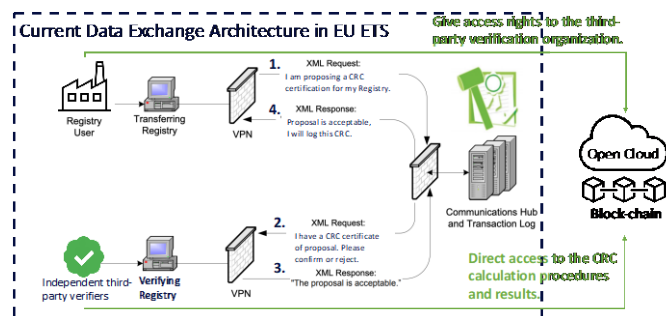 Current Data Exchange Architecture in EU ETS
Give access rights to the third-
party verification organization.
1.
XML Request:
I am proposing a CRC
certification for my Registry.
4.
XML Response:
Proposal is acceptable,
I will log this CRC.
Registry
User
Transferring
Registry
VPN
Open Cloud
Block-chain
Communications Hub
and Transaction Log
2.
XML Request:
I have a CRC certificate
of proposal. Please
confirm or reject.
3.
XML Response:
"The proposal is acceptable."
Independent third-
party verifiers
Verifying
Registry
VPN
Direct access to the CRC
calculation procedures
and results.